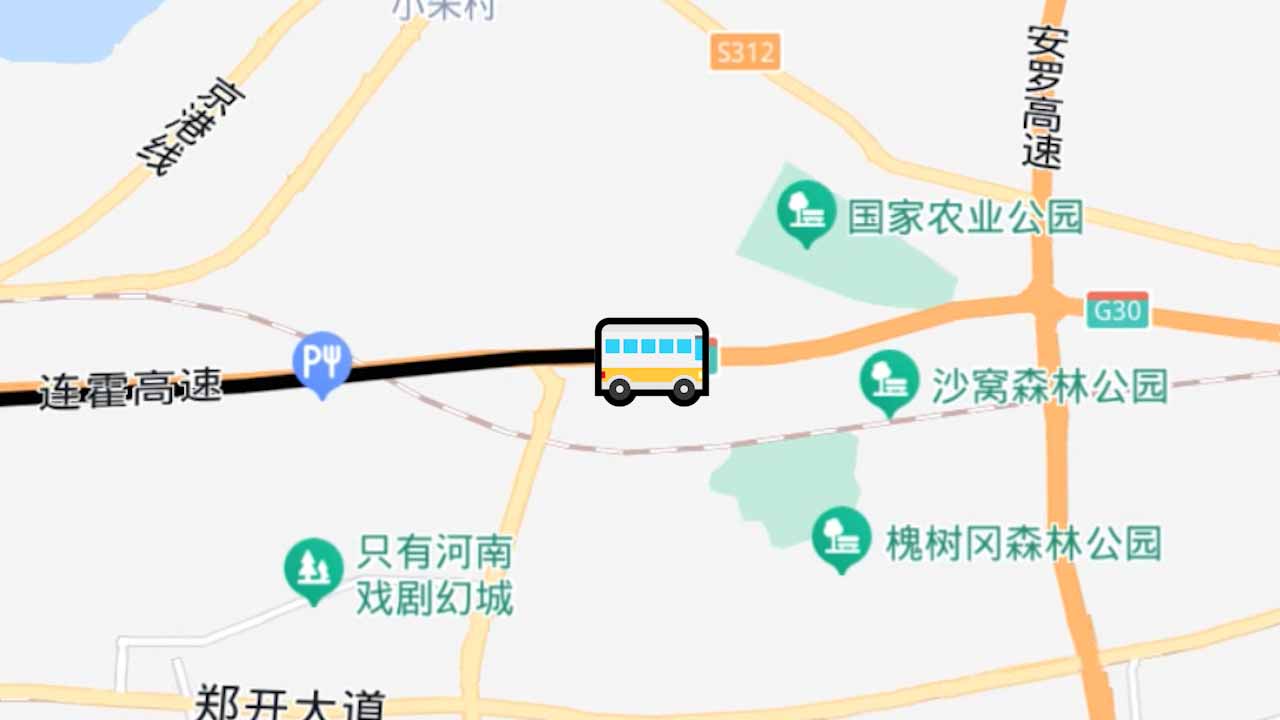 S312
安罗高速
京港线
国家农业公园
G30
P
连霍高速
沙窝森林公园
只有河南
戏剧幻城
槐树冈森林公园
郑开大道